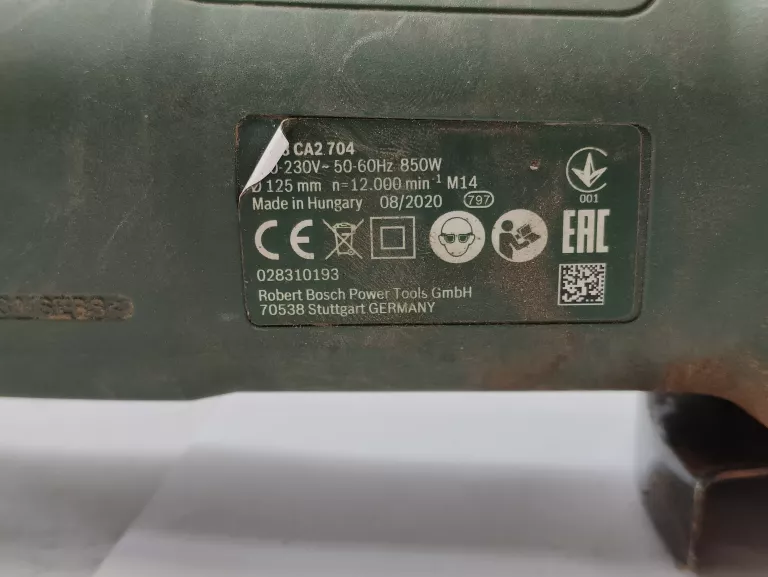 CA2 704
0-230V~ 50-60Hz 850W
Ø 125 mm n=12.000 min⁻¹ M14
Made in Hungary 08/2020 797
001
CE
EAC
028310193
Robert Bosch Power Tools GmbH
70538 Stuttgart GERMANY